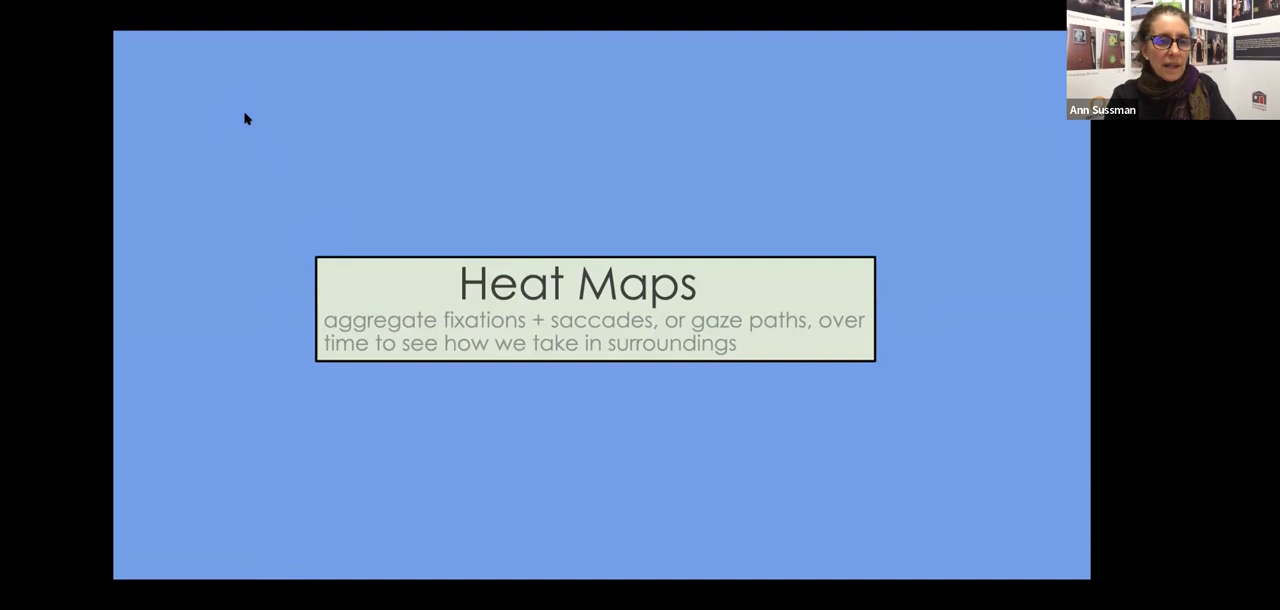 Heat Maps
aggregate fixations + saccades, or gaze paths, over
time to see how we take in surroundings
Ann Sussman